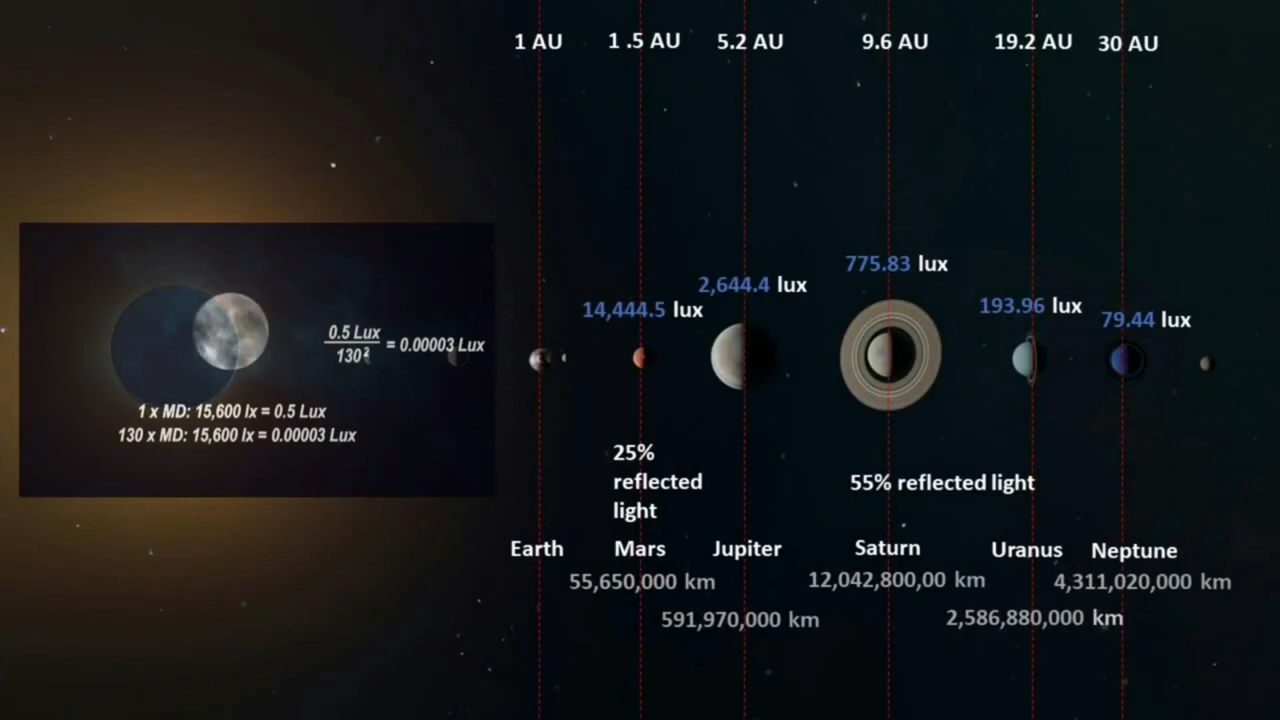 1 AU
1 .5 AU
5.2 AU
9.6 AU
19.2 AU
30 AU
775.83 lux
2,644.4 lux
14,444.5 lux
193.96 lux
79.44 lux
0.5 Lux
130² = 0.00003 Lux
1 x MD: 15,600 lx = 0.5 Lux
130 x MD: 15,600 lx = 0.00003 Lux
25%
reflected
light
55% reflected light
Earth
Mars
Jupiter
Saturn
Uranus
Neptune
55,650,000 km
12,042,800,00 km
4,311,020,000 km
591,970,000 km
2,586,880,000 km